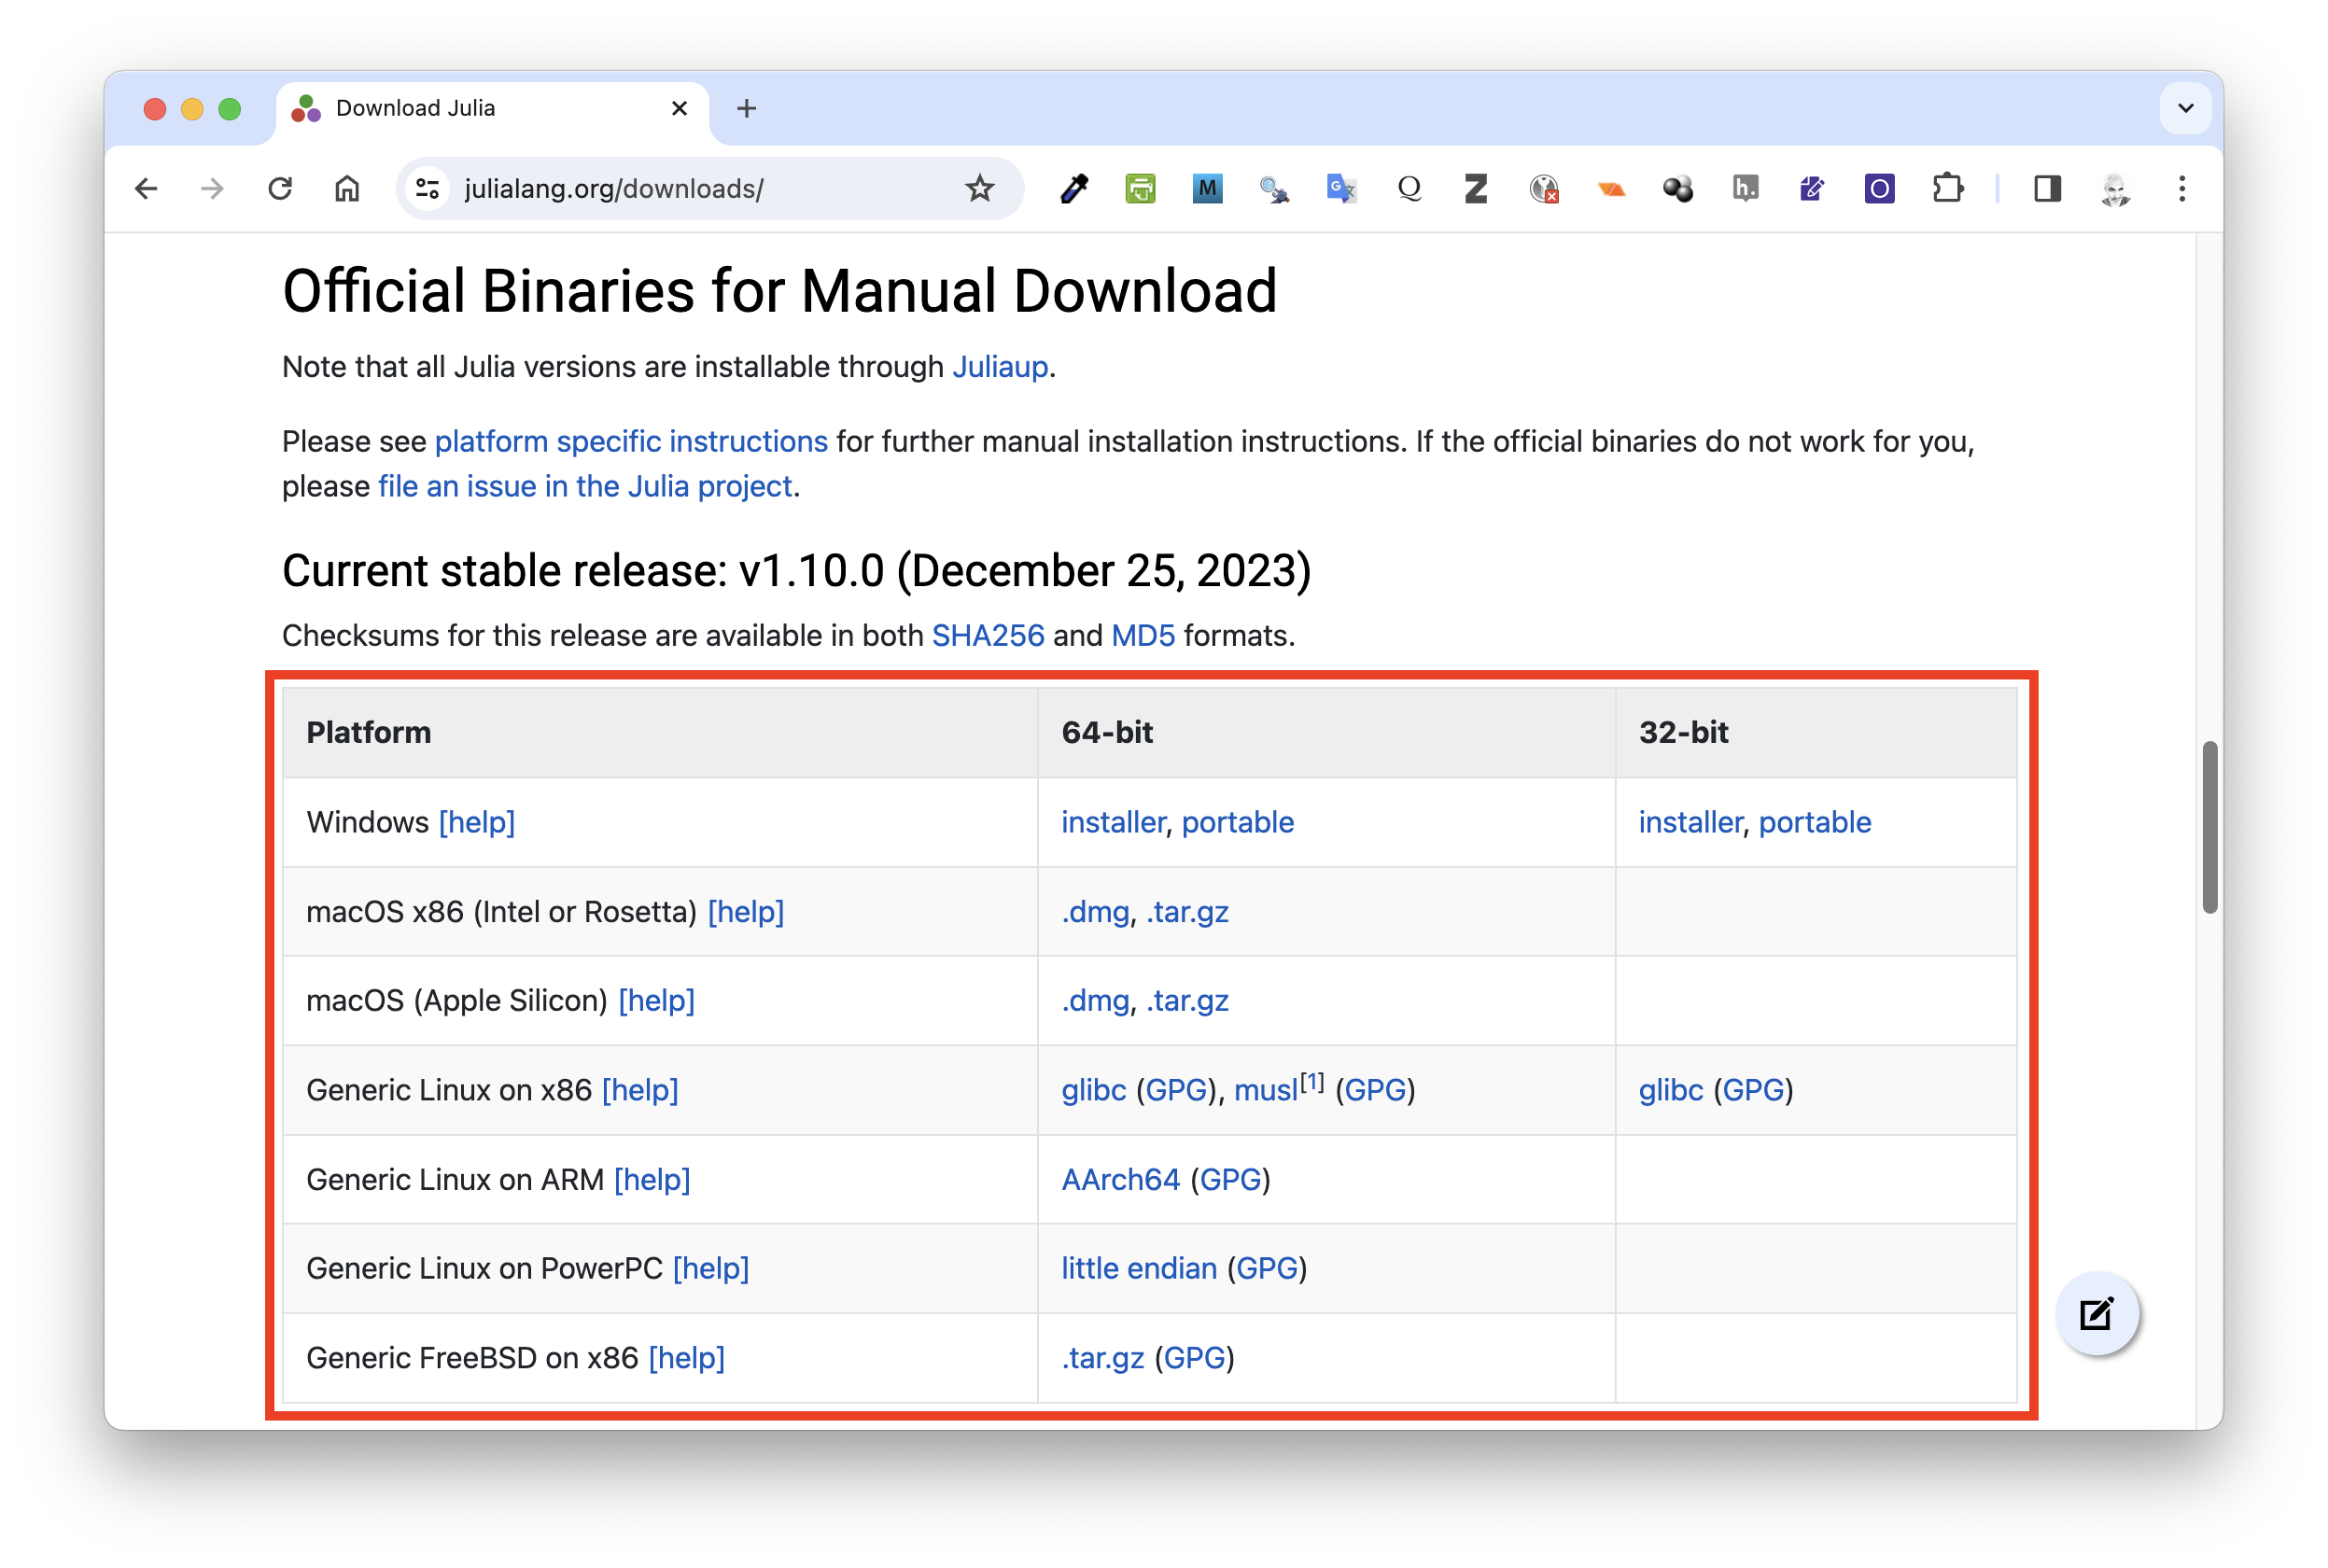 Download Julia
julialang.org/downloads/
Official Binaries for Manual Download
Note that all Julia versions are installable through Juliaup.
Please see platform specific instructions for further manual installation instructions. If the official binaries do not work for you,
please file an issue in the Julia project.
Current stable release: v1.10.0 (December 25, 2023)
Checksums for this release are available in both SHA256 and MD5 formats.
Platform 64-bit 32-bit
Windows [help] installer, portable installer, portable
macOS x86 (Intel or Rosetta) [help] .dmg, .tar.gz
macOS (Apple Silicon) [help] .dmg, .tar.gz
Generic Linux on x86 [help] glibc (GPG), musl[1] (GPG) glibc (GPG)
Generic Linux on ARM [help] AArch64 (GPG)
Generic Linux on PowerPC [help] little endian (GPG)
Generic FreeBSD on x86 [help] .tar.gz (GPG)